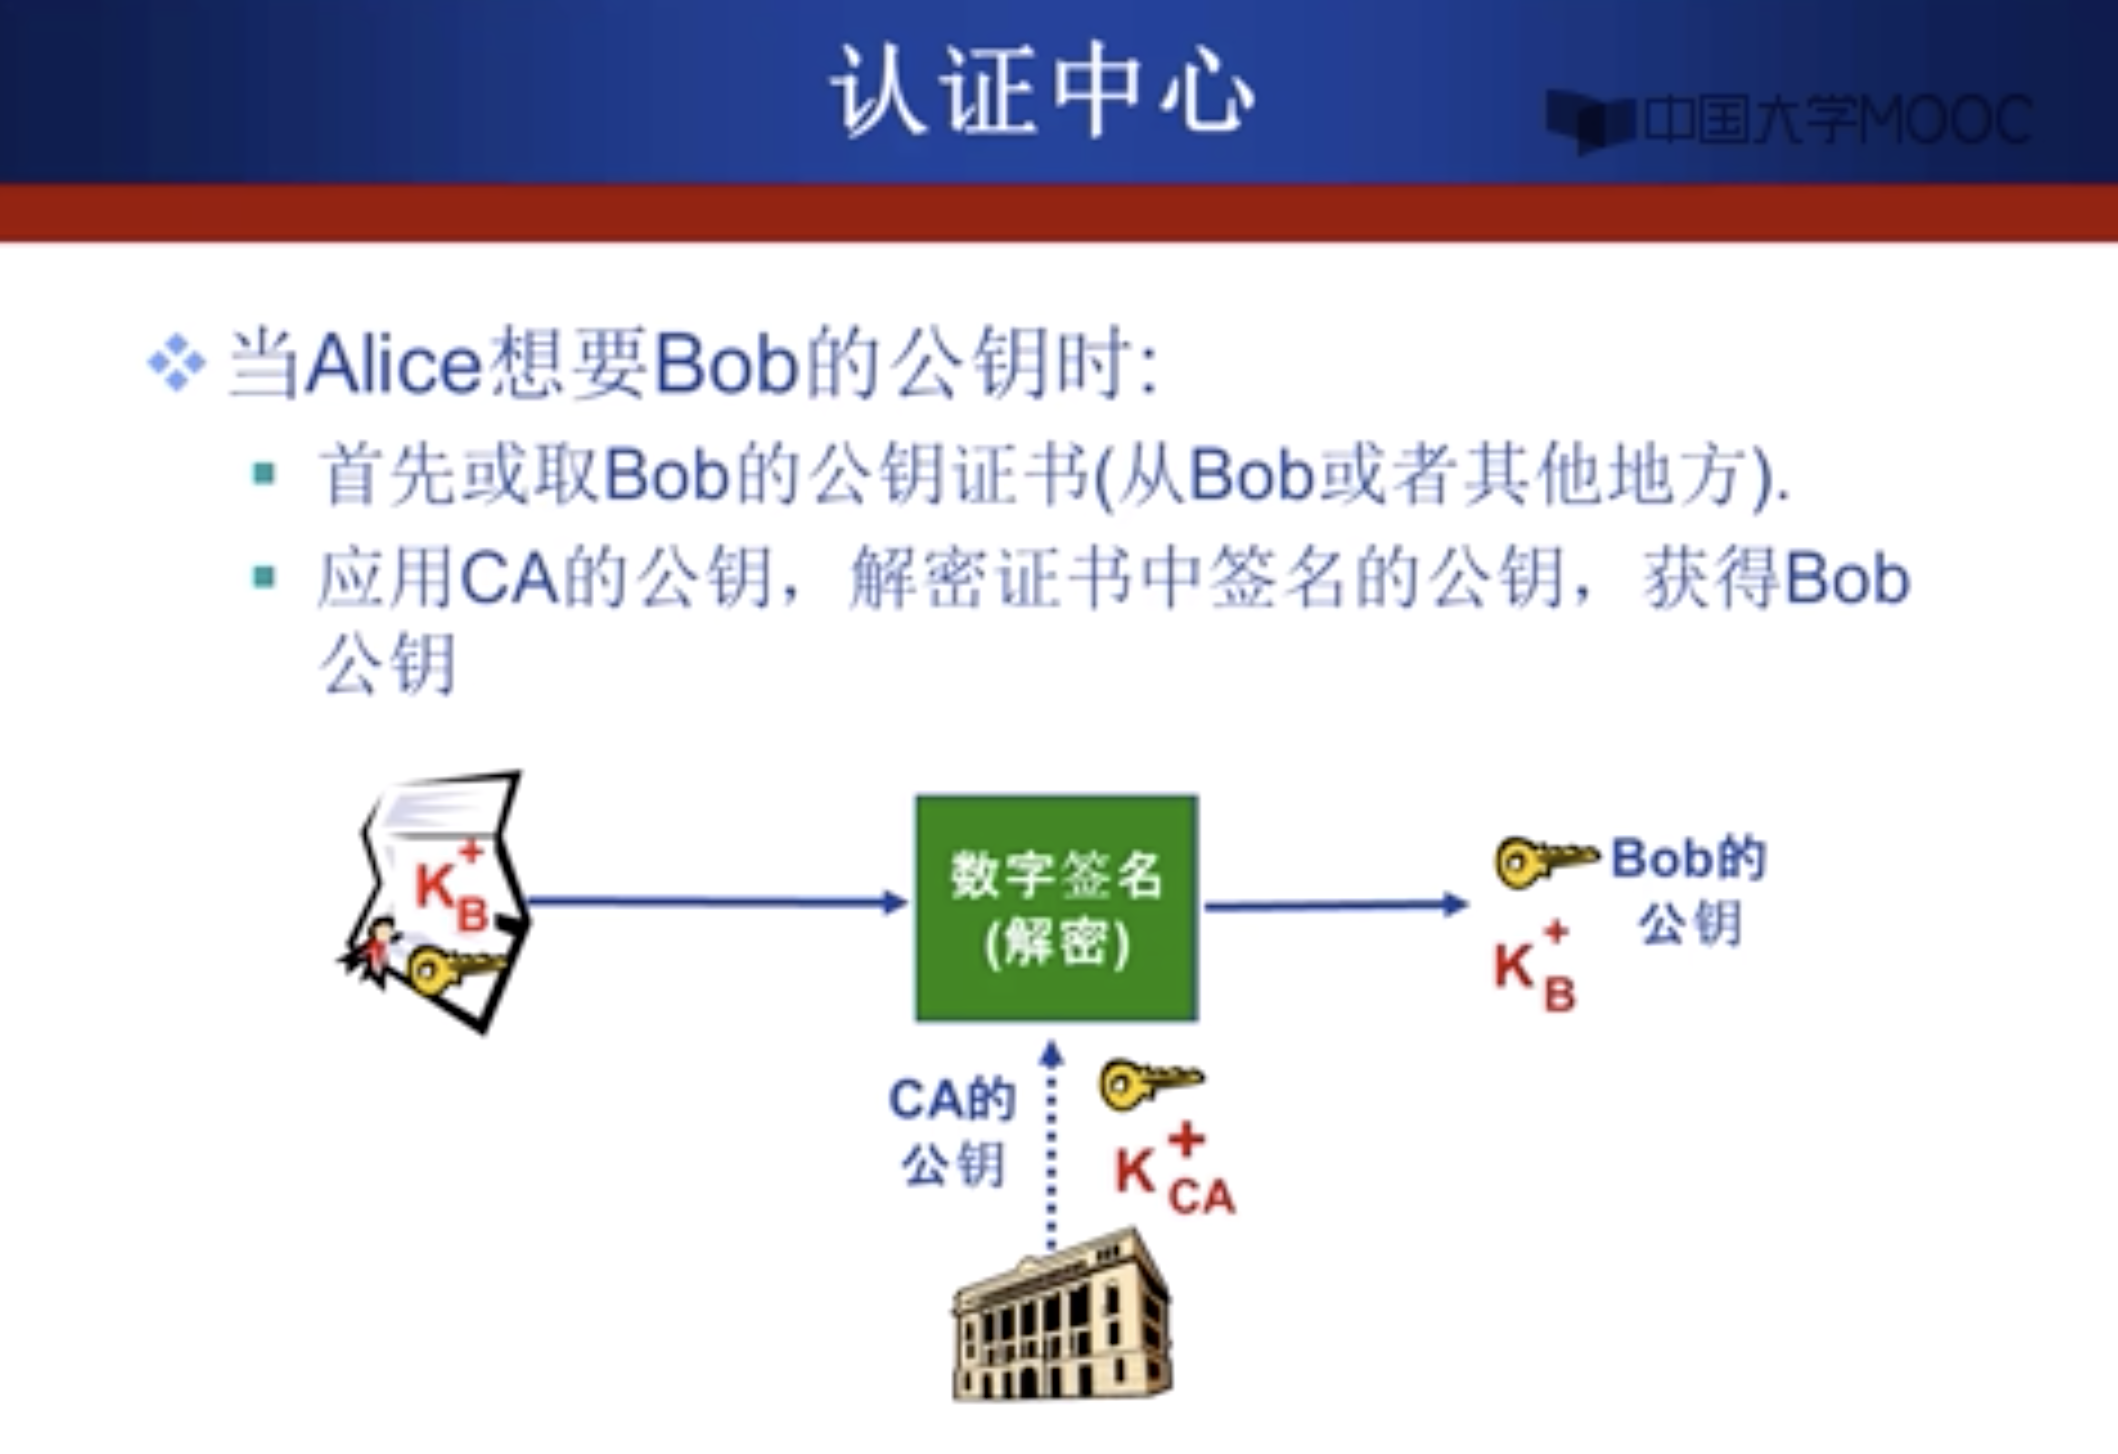 认证中心
中国大学MOOC
当Alice想要Bob的公钥时:
首先或取Bob的公钥证书(从Bob或者其他地方).
应用CA的公钥，解密证书中签名的公钥，获得Bob
公钥
K+B
数字签名
(解密)
Bob的
公钥
K+B
CA的
公钥
K+CA